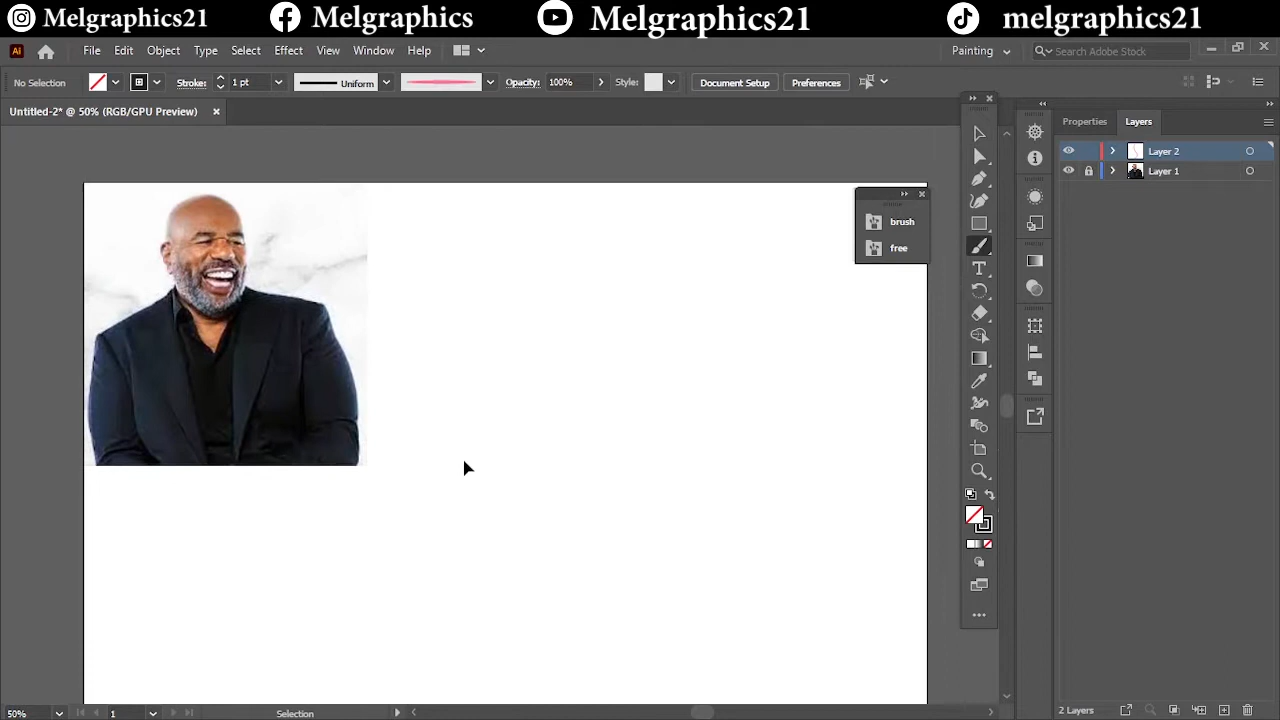 Melgraphics21 Melgraphics Melgraphics21 melgraphics21
Ai File Edit Object Type Select Effect View Window Help Painting Search Adobe Stock
No Selection Stroke: 1 pt Uniform Opacity: 100% Style: Document Setup Preferences
Untitled-2* @ 50% (RGB/GPU Preview)
Properties Layers
Layer 2
Layer 1
brush
free
50% 1 Selection
2 Layers